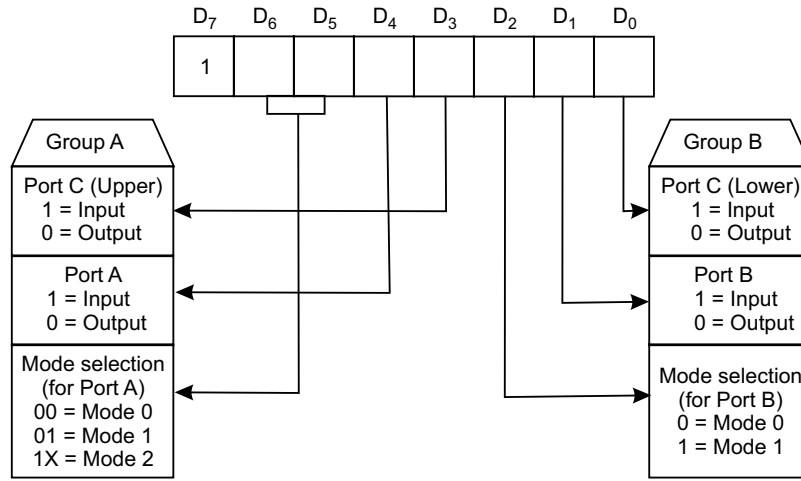 D7 D6 D5 D4 D3 D2 D1 D0
1
Group A
Port C (Upper)
1 = Input
0 = Output
Port A
1 = Input
0 = Output
Mode selection
(for Port A)
00 = Mode 0
01 = Mode 1
1X = Mode 2
Group B
Port C (Lower)
1 = Input
0 = Output
Port B
1 = Input
0 = Output
Mode selection
(for Port B)
0 = Mode 0
1 = Mode 1